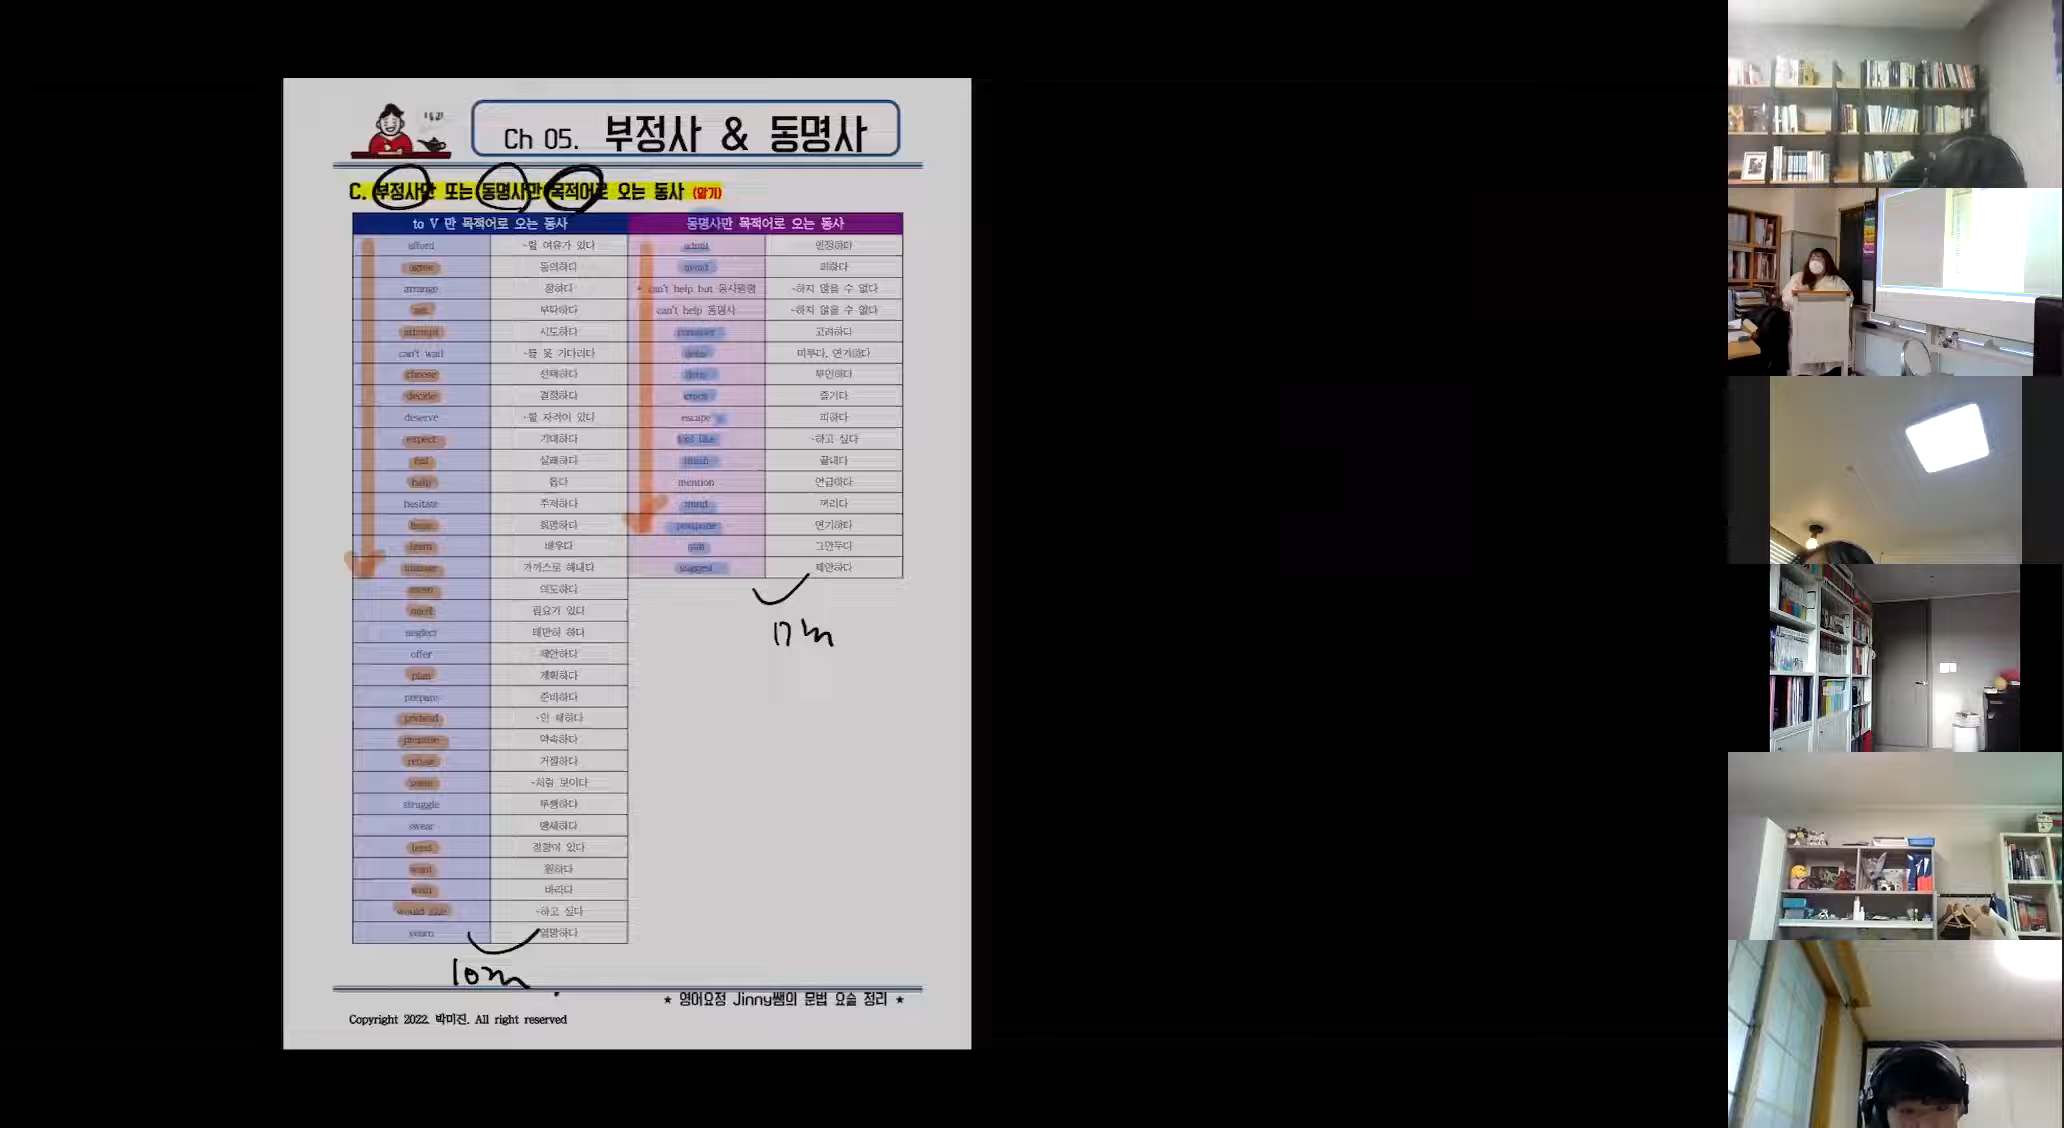 Ch 05. 부정사 & 동명사
C. 부정사만 또는 동명사만 목적어로 오는 동사 (암기)
to V 만 목적어로 오는 동사 동명사만 목적어로 오는 동사
afford ~할 여유가 있다 admit 인정하다
agree 동의하다 avoid 피하다
arrange 정하다 * can't help but 동사원형 ~하지 않을 수 없다
ask 부탁하다 can't help 동명사 ~하지 않을 수 없다
attempt 시도하다 consider 고려하다
can't wait ~를 못 기다리다 미루다, 연기하다
choose 선택하다 deny 부인하다
decide 결정하다 enjoy 즐기다
deserve ~할 자격이 있다 escape 피하다
expect 기대하다 feel like ~하고 싶다
fail 실패하다 finish 끝내다
help 돕다 mention 언급하다
hesitate 주저하다 mind 꺼리다
hope 희망하다 postpone 연기하다
learn 배우다 quit 그만두다
manage 가까스로 해내다 suggest 제안하다
mean 의도하다
need 필요가 있다
neglect 태만히 하다
offer 제안하다
plan 계획하다
prepare 준비하다
pretend ~인 체하다
promise 약속하다
refuse 거절하다
seem ~처럼 보이다
struggle 투쟁하다
swear 맹세하다
tend 경향이 있다
want 원하다
wish 바라다
would like ~하고 싶다
yearn 열망하다
17m
10m
★ 영어요정 Jinny쌤의 문법 요술 정리 ★
Copyright 2022. 박미진. All right reserved